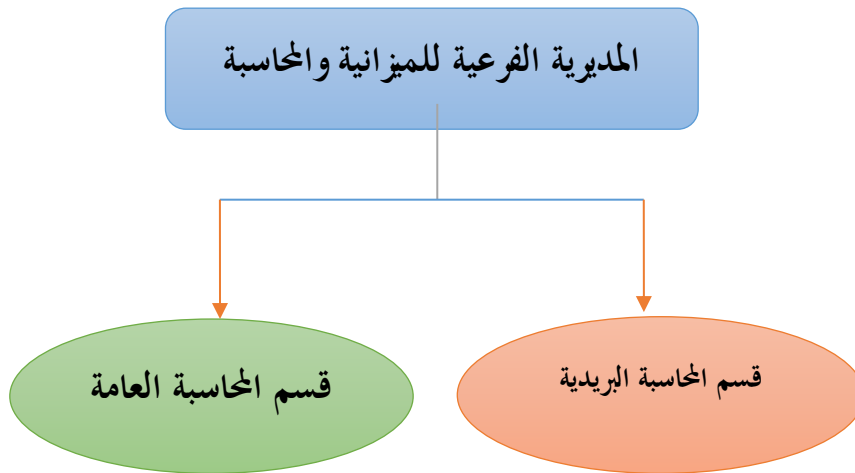 المديرية الفرعية للميزانية والمحاسبة
قسم المحاسبة البريدية
قسم المحاسبة العامة